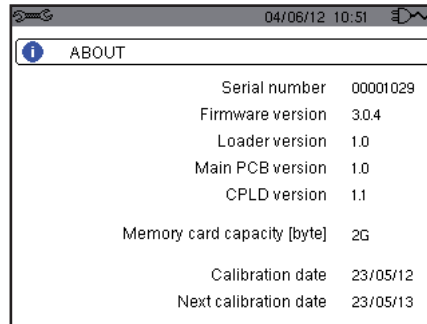 04/06/12 10:51
ABOUT
Serial number 00001029
Firmware version 3.0.4
Loader version 1.0
Main PCB version 1.0
CPLD version 1.1
Memory card capacity [byte] 2G
Calibration date 23/05/12
Next calibration date 23/05/13